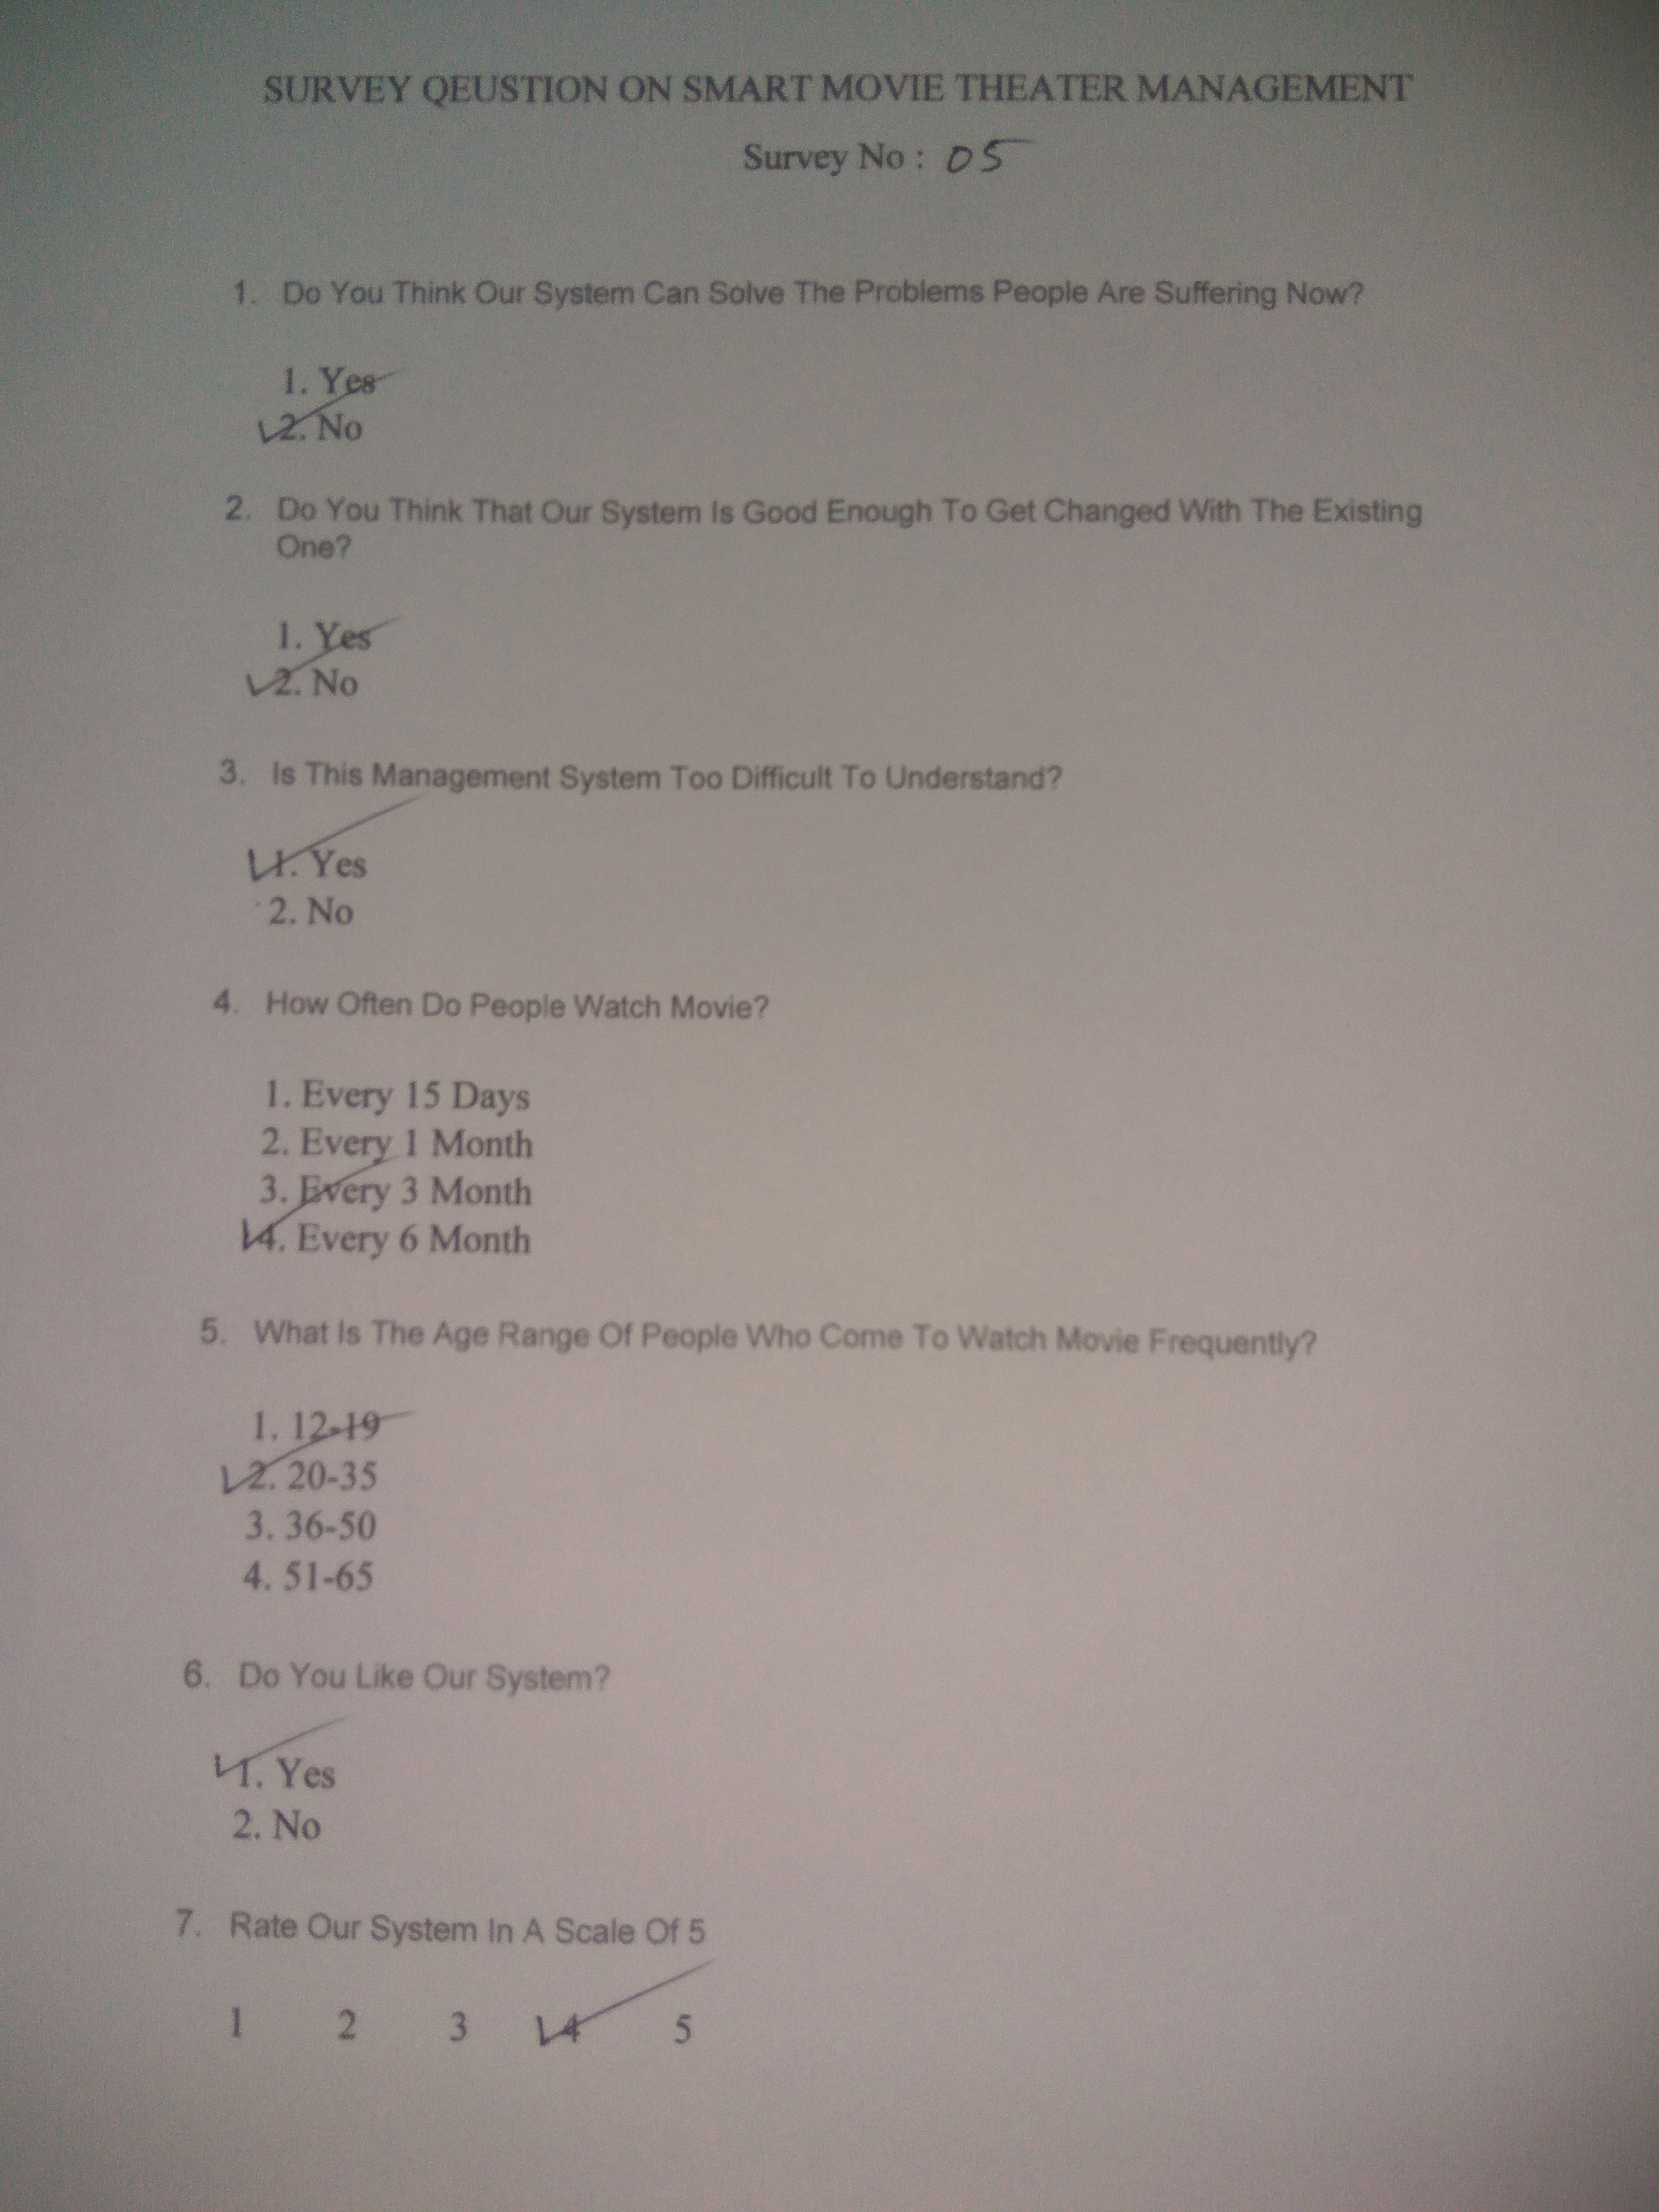 SURVEY QEUSTION ON SMART MOVIE THEATER MANAGEMENT
Survey No : 05
1. Do You Think Our System Can Solve The Problems People Are Suffering Now?
1. Yes
2. No
2. Do You Think That Our System Is Good Enough To Get Changed With The Existing
One?
1. Yes
2. No
3. Is This Management System Too Difficult To Understand?
1. Yes
2. No
4. How Often Do People Watch Movie?
1. Every 15 Days
2. Every 1 Month
3. Every 3 Month
4. Every 6 Month
5. What Is The Age Range Of People Who Come To Watch Movie Frequently?
1. 12-19
2. 20-35
3. 36-50
4. 51-65
6. Do You Like Our System?
1. Yes
2. No
7. Rate Our System In A Scale Of 5
1 2 3 4 5